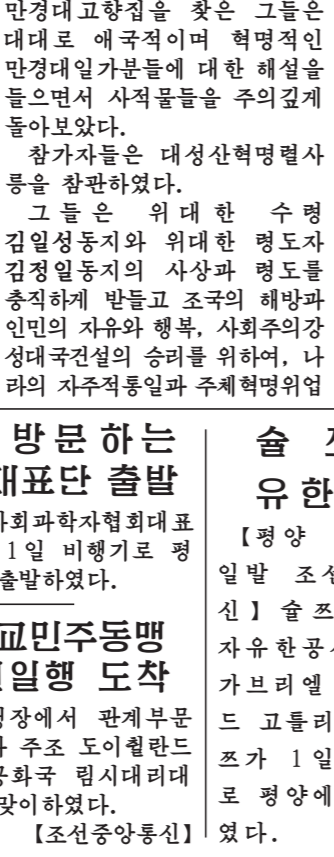 만경대고향집을 찾은 그들은
대대로 애국적이며 혁명적인
만경대일가분들에 대한 해설을
들으면서 사적물들을 주의깊게
돌아보았다.
참가자들은 대성산혁명렬사
릉을 참관하였다.
그들은 위대한 수령
김일성동지와 위대한 령도자
김정일동지의 사상과 령도를
충직하게 받들고 조국의 해방과
인민의 자유와 행복, 사회주의강
성대국건설의 승리를 위하여, 나
라의 자주적통일과 주체혁명위업
방문하는
대표단 출발
사회과학자협회대표
1일 비행기로 평
출발하였다.
교민주동맹
일행 도착
행장에서 관계부문
주조 도이췰란드
공화국 림시대리대
맞이하였다.
【조선중앙통신】
슐
유한
【평양
일발 조선
신】 슐쯔
자유한공
가브리엘
드 고틀리
쯔가 1일
로 평양에
였다.